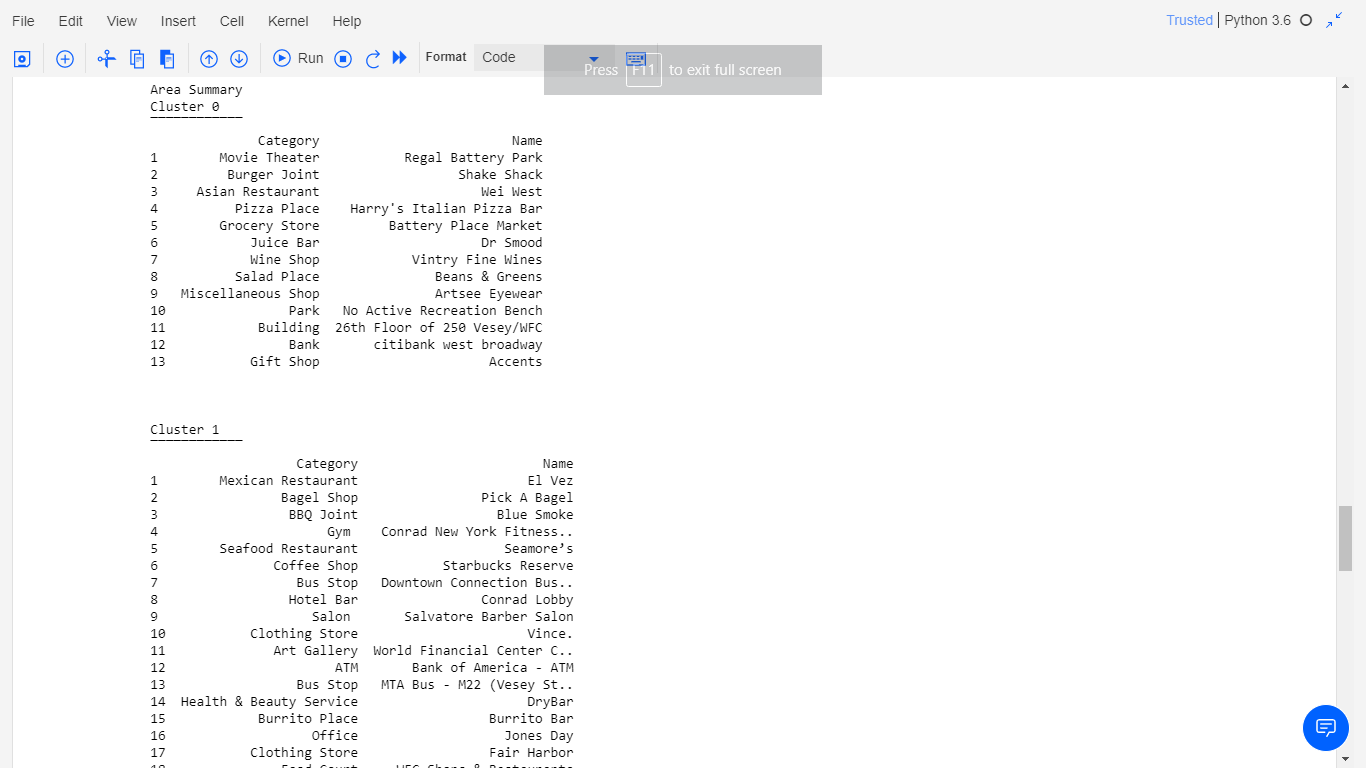 File Edit View Insert Cell Kernel Help Trusted | Python 3.6
Run Format Code
Press F11 to exit full screen
Area Summary
Cluster 0
Category Name
1 Movie Theater Regal Battery Park
2 Burger Joint Shake Shack
3 Asian Restaurant Wei West
4 Pizza Place Harry's Italian Pizza Bar
5 Grocery Store Battery Place Market
6 Juice Bar Dr Smood
7 Wine Shop Vintry Fine Wines
8 Salad Place Beans & Greens
9 Miscellaneous Shop Artsee Eyewear
10 Park No Active Recreation Bench
11 Building 26th Floor of 250 Vesey/WFC
12 Bank citibank west broadway
13 Gift Shop Accents
Cluster 1
Category Name
1 Mexican Restaurant El Vez
2 Bagel Shop Pick A Bagel
3 BBQ Joint Blue Smoke
4 Gym Conrad New York Fitness..
5 Seafood Restaurant Seamore’s
6 Coffee Shop Starbucks Reserve
7 Bus Stop Downtown Connection Bus..
8 Hotel Bar Conrad Lobby
9 Salon Salvatore Barber Salon
10 Clothing Store Vince.
11 Art Gallery World Financial Center C..
12 ATM Bank of America - ATM
13 Bus Stop MTA Bus - M22 (Vesey St..
14 Health & Beauty Service DryBar
15 Burrito Place Burrito Bar
16 Office Jones Day
17 Clothing Store Fair Harbor